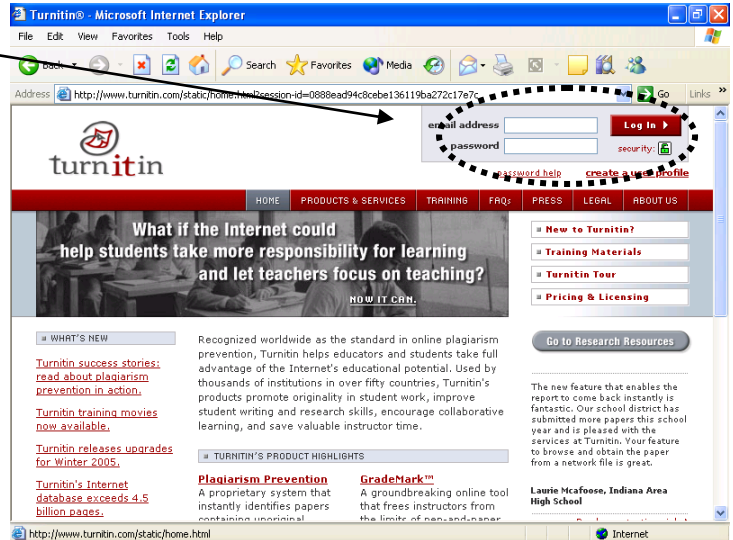 Turnitin® - Microsoft Internet Explorer
File Edit View Favorites Tools Help
Back Search Favorites Media
Address http://www.turnitin.com/static/home.html?session-id=0888ead94c8cebe136119ba272c17e7c Go Links »
email address Log In
password security:
turnitin
password help create a user profile
HOME PRODUCTS & SERVICES TRAINING FAQs PRESS LEGAL ABOUT US
What if the Internet could
help students take more responsibility for learning
and let teachers focus on teaching?
NOW IT CAN.
New to Turnitin?
Training Materials
Turnitin Tour
Pricing & Licensing
WHAT'S NEW
Turnitin success stories:
read about plagiarism
prevention in action.
Turnitin training movies
now available.
Turnitin releases upgrades
for Winter 2005.
Turnitin's Internet
database exceeds 4.5
billion pages.
Recognized worldwide as the standard in online plagiarism
prevention, Turnitin helps educators and students take full
advantage of the Internet's educational potential. Used by
thousands of institutions in over fifty countries, Turnitin's
products promote originality in student work, improve
student writing and research skills, encourage collaborative
learning, and save valuable instructor time.
TURNITIN'S PRODUCT HIGHLIGHTS
Plagiarism Prevention
A proprietary system that
instantly identifies papers
containing unoriginal
GradeMark™
A groundbreaking online tool
that frees instructors from
the limits of pen-and-paper
Go to Research Resources
The new feature that enables the
report to come back instantly is
fantastic. Our school district has
submitted more papers this school
year and is pleased with the
services at Turnitin. Your feature
to browse and obtain the paper
from a network file is great.
Laurie Mcafoose, Indiana Area
High School
http://www.turnitin.com/static/home.html Internet